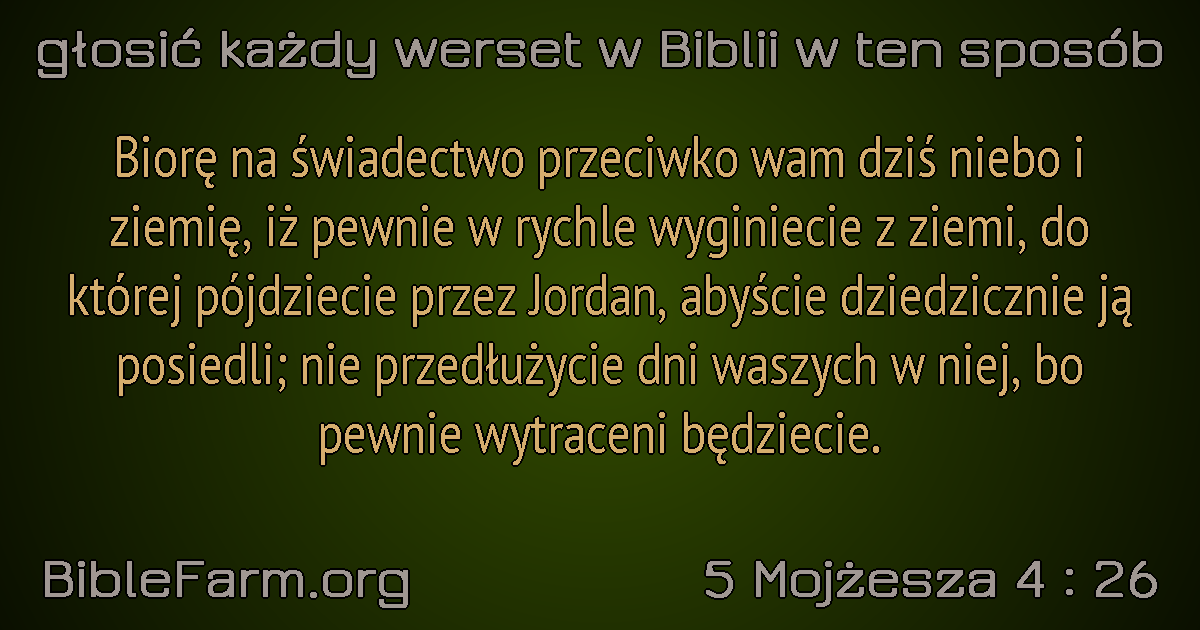 głosić każdy werset w Biblii w ten sposób
Biorę na świadectwo przeciwko wam dziś niebo i
ziemię, iż pewnie w rychle wyginiecie z ziemi, do
której pójdziecie przez Jordan, abyście dziedzicznie ją
posiedli; nie przedłużycie dni waszych w niej, bo
pewnie wytraceni będziecie.
BibleFarm.org
5 Mojżesza 4 : 26